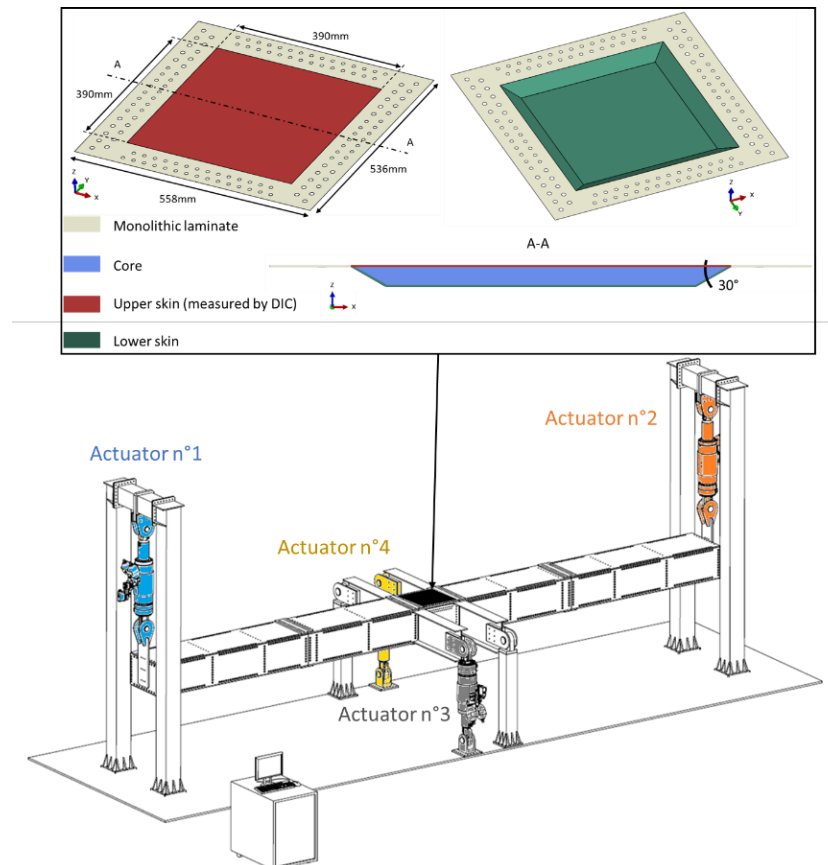 390mm
A
390mm
A
536mm
558mm
Z
Y
X
Z
X
Y
Monolithic laminate
A-A
Core
30°
Z
X
Upper skin (measured by DIC)
Lower skin
Actuator n°2
Actuator n°1
Actuator n°4
Actuator n°3